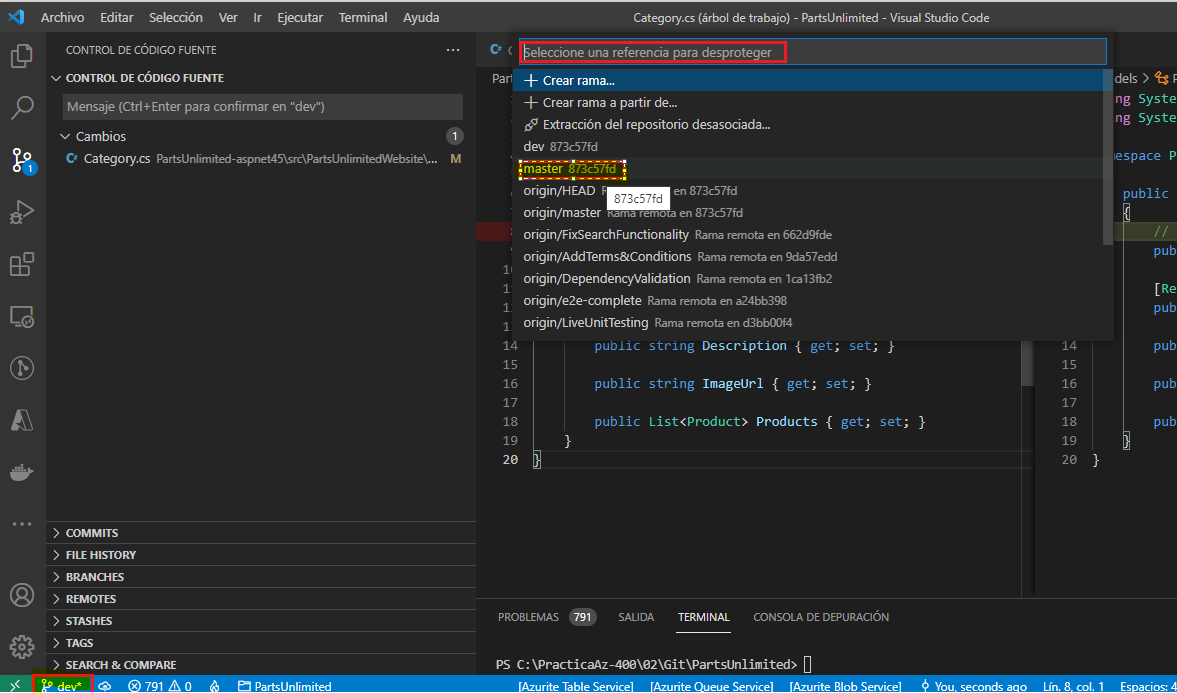 Archivo Editar Selección Ver Ir Ejecutar Terminal Ayuda
Category.cs (árbol de trabajo) - PartsUnlimited - Visual Studio Code
CONTROL DE CÓDIGO FUENTE ...
CONTROL DE CÓDIGO FUENTE
Mensaje (Ctrl+Enter para confirmar en "dev")
Cambios 1
C# Category.cs PartsUnlimited-aspnet45\src\PartsUnlimitedWebsite\... M
1
COMMITS
FILE HISTORY
BRANCHES
REMOTES
STASHES
TAGS
SEARCH & COMPARE
Seleccione una referencia para desproteger
+ Crear rama...
+ Crear rama a partir de...
Extracción del repositorio desasociada...
dev 873c57fd
master 873c57fd
origin/HEAD en 873c57fd
873c57fd
origin/master Rama remota en 873c57fd
origin/FixSearchFunctionality Rama remota en 662d9fde
origin/AddTerms&Conditions Rama remota en 9da57edd
origin/DependencyValidation Rama remota en 1ca13fb2
origin/e2e-complete Rama remota en a24bb398
origin/LiveUnitTesting Rama remota en d3bb00f4
14 public string Description { get; set; }
15
16 public string ImageUrl { get; set; }
17
18 public List<Product> Products { get; set; }
19 }
20 }
dels >
ng Syste
ng Syste
espace P
public
{
//
pub
[Re
pub
14 pub
15
16 pub
17
18 pub
19 }
20 }
PROBLEMAS 791 SALIDA TERMINAL CONSOLA DE DEPURACIÓN
PS C:\PracticaAz-400\02\Git\PartsUnlimited>
dev* 791 0 PartsUnlimited [Azurite Table Service] [Azurite Queue Service] [Azurite Blob Service] You, seconds ago Lín. 8, col. 1 Espacios: 4